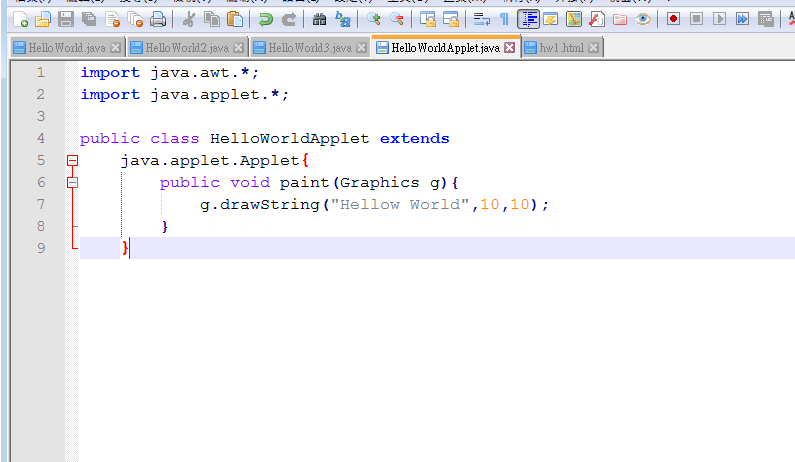 HelloWorld.java HelloWorld2.java HelloWorld3.java HelloWorldApplet.java hw1.html
1 import java.awt.*;
2 import java.applet.*;
3
4 public class HelloWorldApplet extends
5 java.applet.Applet{
6 public void paint(Graphics g){
7 g.drawString("Hellow World",10,10);
8 }
9 }